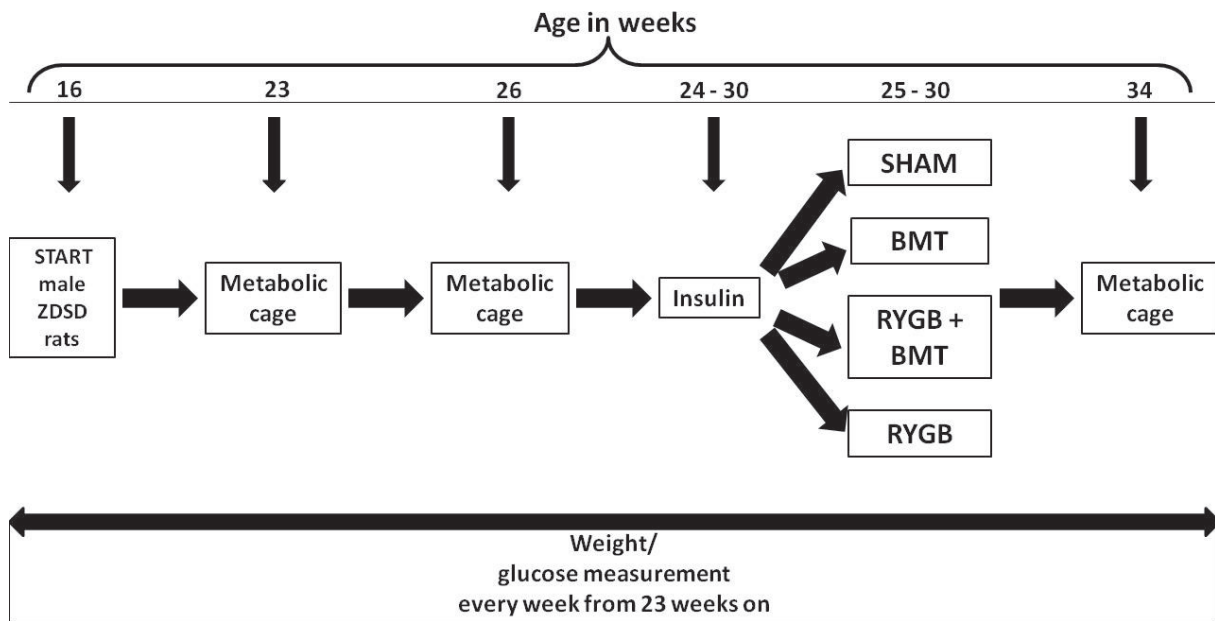 Age in weeks
16 23 26 24 - 30 25 - 30 34
START
male
ZDSD
rats
Metabolic
cage
Metabolic
cage
Insulin
SHAM
BMT
RYGB +
BMT
RYGB
Metabolic
cage
Weight/
glucose measurement
every week from 23 weeks on